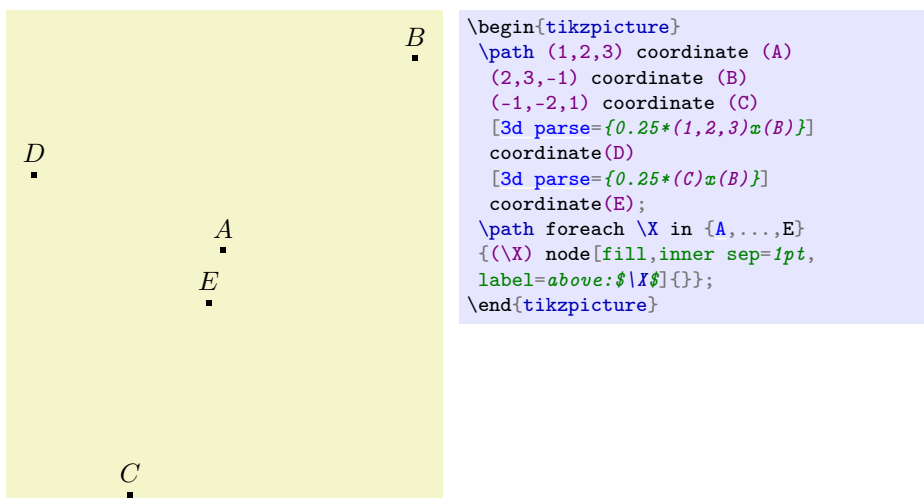 B
D
A
E
C
\begin{tikzpicture}
\path (1,2,3) coordinate (A)
(2,3,-1) coordinate (B)
(-1,-2,1) coordinate (C)
[3d parse={0.25*(1,2,3)x(B)}]
coordinate(D)
[3d parse={0.25*(C)x(B)}]
coordinate(E);
\path foreach \X in {A,...,E}
{(\X) node[fill,inner sep=1pt,
label=above:$\X$]{}};
\end{tikzpicture}